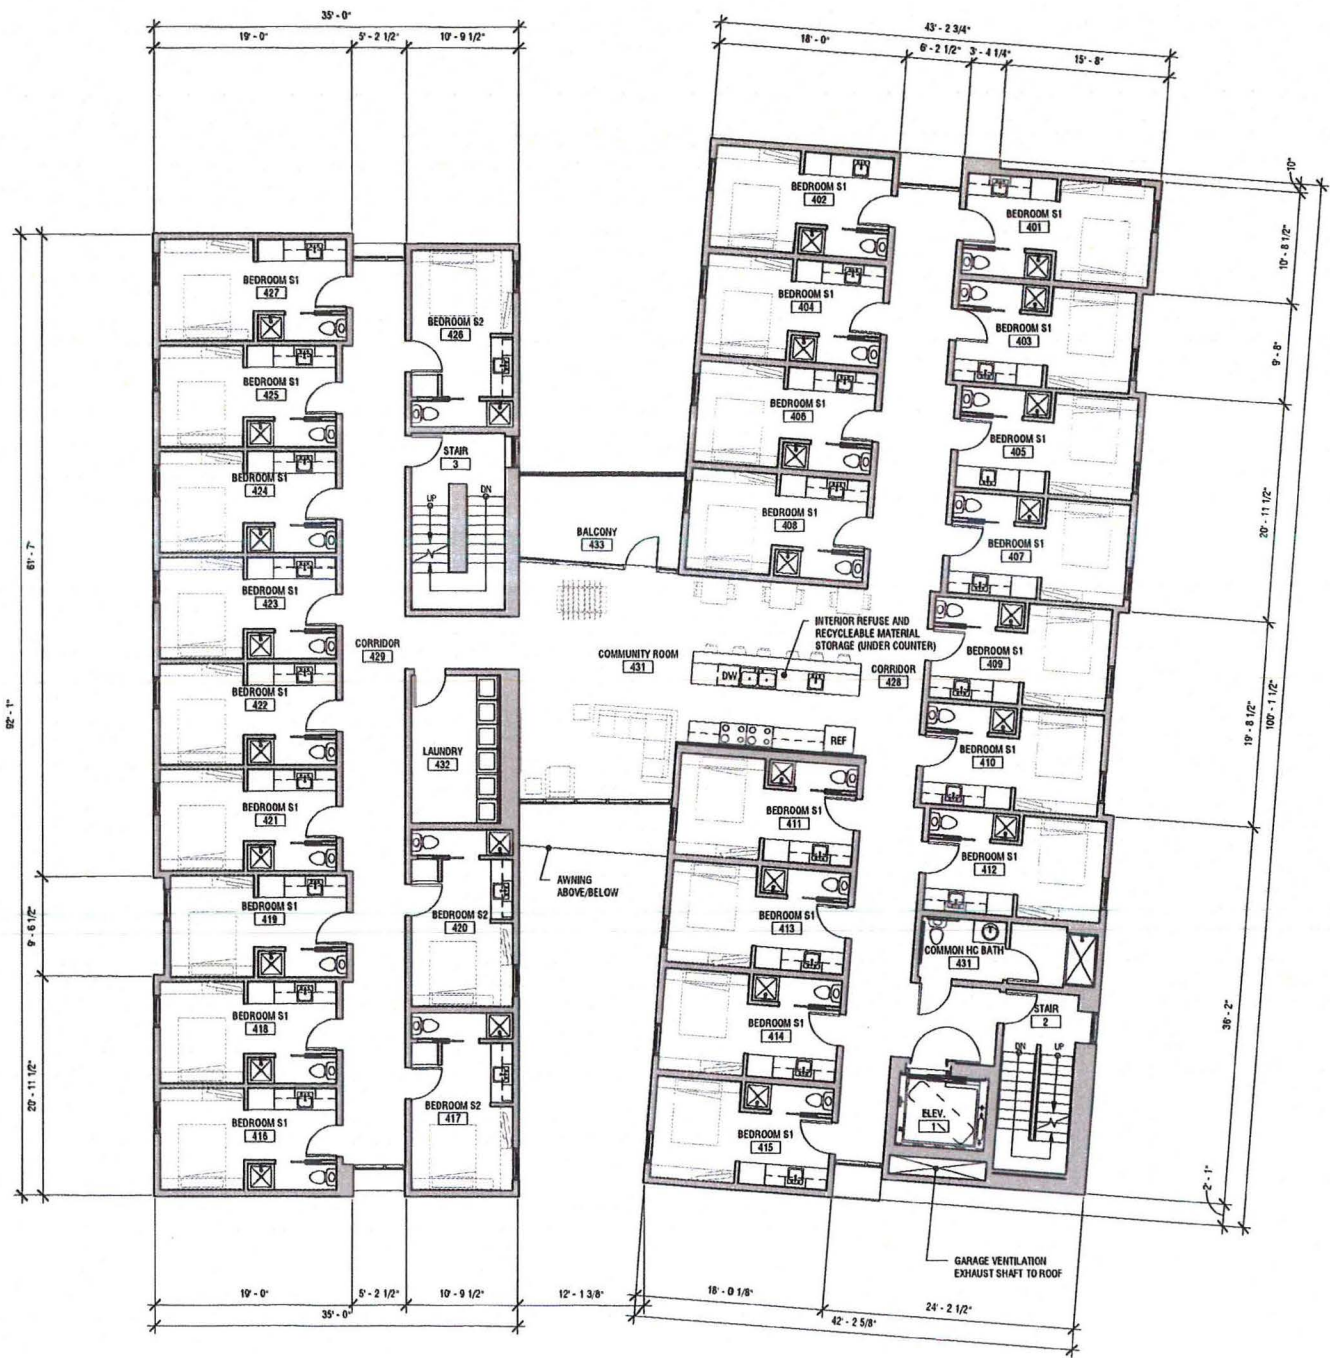 35' - 0"
19' - 0"
5' - 2 1/2"
10' - 9 1/2"
43' - 2 3/4"
18' - 0"
6' - 2 1/2"
3' - 4 1/4"
15' - 8"
10"
10' - 8 1/2"
9' - 8"
20' - 11 1/2"
100' - 1 1/2"
19' - 8 1/2"
36' - 2"
2' - 1"
92' - 1"
61' - 7"
9' - 6 1/2"
20' - 11 1/2"
BEDROOM S1
402
BEDROOM S1
401
BEDROOM S1
427
BEDROOM S2
426
BEDROOM S1
404
BEDROOM S1
403
BEDROOM S1
425
BEDROOM S1
406
BEDROOM S1
405
STAIR
3
UP
DN
BEDROOM S1
424
BEDROOM S1
408
BEDROOM S1
407
BALCONY
433
BEDROOM S1
423
INTERIOR REFUSE AND
RECYCLEABLE MATERIAL
STORAGE (UNDER COUNTER)
CORRIDOR
429
COMMUNITY ROOM
431
DW
CORRIDOR
428
BEDROOM S1
409
BEDROOM S1
422
REF
LAUNDRY
432
BEDROOM S1
410
BEDROOM S1
421
BEDROOM S1
411
BEDROOM S1
412
AWNING
ABOVE/BELOW
BEDROOM S1
419
BEDROOM S2
420
BEDROOM S1
413
COMMON HC BATH
431
BEDROOM S1
418
BEDROOM S1
414
STAIR
2
DN
UP
BEDROOM S1
416
BEDROOM S2
417
BEDROOM S1
415
ELEV.
1
GARAGE VENTILATION
EXHAUST SHAFT TO ROOF
19' - 0"
5' - 2 1/2"
10' - 9 1/2"
12' - 1 3/8"
35' - 0"
18' - 0 1/8"
24' - 2 1/2"
42' - 2 5/8"